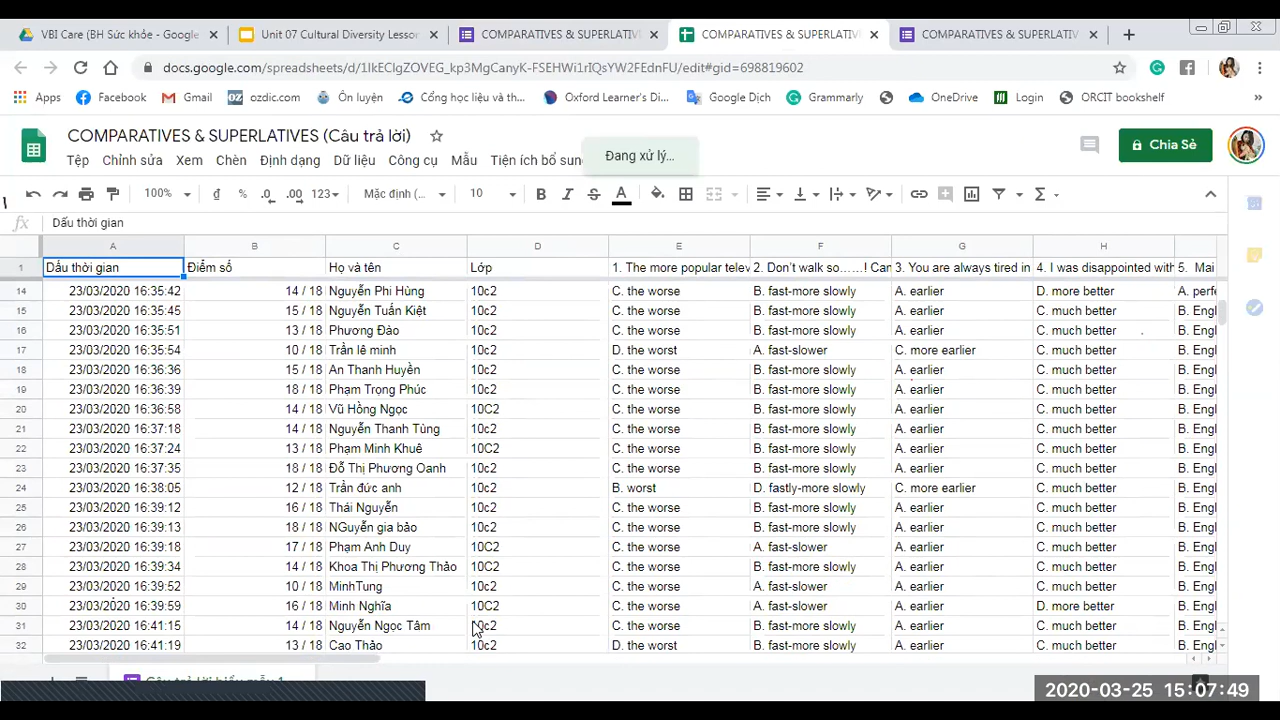 VBI Care (BH Sức khỏe - Google
Unit 07 Cultural Diversity Lesson
COMPARATIVES & SUPERLATIV
COMPARATIVES & SUPERLATIV
COMPARATIVES & SUPERLATIV
docs.google.com/spreadsheets/d/1IkEClgZOVEG_kp3MgCanyK-FSEHWi1rIQsYW2FEdnFU/edit#gid=698819602
Apps Facebook Gmail ozdic.com Ôn luyện Cổng học liệu và th... Oxford Learner's Di... Google Dịch Grammarly OneDrive Login ORCIT bookshelf
COMPARATIVES & SUPERLATIVES (Câu trả lời)
Đang xử lý...
Chia Sẻ
Tệp Chỉnh sửa Xem Chèn Định dạng Dữ liệu Công cụ Mẫu Tiện ích bổ sung
100% ₫ % .0 .00 123 Mặc định (... 10 B I S A
fx Dấu thời gian
A B C D E F G H
1 Dấu thời gian Điểm số Họ và tên Lớp 1. The more popular telev 2. Don't walk so……! Can 3. You are always tired in 4. I was disappointed with 5. Mai
14 23/03/2020 16:35:42 14 / 18 Nguyễn Phi Hùng 10c2 C. the worse B. fast-more slowly A. earlier D. more better A. perfe
15 23/03/2020 16:35:45 15 / 18 Nguyễn Tuấn Kiệt 10c2 C. the worse B. fast-more slowly A. earlier C. much better B. Engl
16 23/03/2020 16:35:51 13 / 18 Phương Đào 10c2 C. the worse B. fast-more slowly A. earlier C. much better B. Engl
17 23/03/2020 16:35:54 10 / 18 Trần lê minh 10c2 D. the worst A. fast-slower C. more earlier C. much better B. Engl
18 23/03/2020 16:36:36 15 / 18 An Thanh Huyền 10c2 C. the worse B. fast-more slowly A. earlier C. much better B. Engl
19 23/03/2020 16:36:39 18 / 18 Phạm Trọng Phúc 10c2 C. the worse B. fast-more slowly A. earlier C. much better B. Engl
20 23/03/2020 16:36:58 14 / 18 Vũ Hồng Ngọc 10C2 C. the worse B. fast-more slowly A. earlier C. much better B. Engl
21 23/03/2020 16:37:18 14 / 18 Nguyễn Thanh Tùng 10c2 C. the worse B. fast-more slowly A. earlier C. much better B. Engl
22 23/03/2020 16:37:24 13 / 18 Phạm Minh Khuê 10C2 C. the worse B. fast-more slowly A. earlier C. much better B. Engl
23 23/03/2020 16:37:35 18 / 18 Đỗ Thị Phương Oanh 10c2 C. the worse B. fast-more slowly A. earlier C. much better B. Engl
24 23/03/2020 16:38:05 12 / 18 Trần đức anh 10c2 B. worst D. fastly-more slowly C. more earlier C. much better B. Engl
25 23/03/2020 16:39:12 16 / 18 Thái Nguyễn 10c2 C. the worse B. fast-more slowly A. earlier C. much better B. Engl
26 23/03/2020 16:39:13 18 / 18 NGuyễn gia bảo 10c2 C. the worse B. fast-more slowly A. earlier C. much better B. Engl
27 23/03/2020 16:39:18 17 / 18 Phạm Anh Duy 10C2 C. the worse A. fast-slower A. earlier C. much better B. Engl
28 23/03/2020 16:39:34 14 / 18 Khoa Thị Phương Thảo 10C2 C. the worse B. fast-more slowly A. earlier C. much better B. Engl
29 23/03/2020 16:39:52 10 / 18 MinhTung 10c2 C. the worse A. fast-slower A. earlier C. much better B. Engl
30 23/03/2020 16:39:59 16 / 18 Minh Nghĩa 10C2 C. the worse A. fast-slower A. earlier D. more better B. Engl
31 23/03/2020 16:41:15 14 / 18 Nguyễn Ngọc Tâm 10c2 C. the worse B. fast-more slowly A. earlier C. much better B. Engl
32 23/03/2020 16:41:19 13 / 18 Cao Thảo 10c2 D. the worst B. fast-more slowly A. earlier C. much better B. Engl
Câu trả lời biểu mẫu 1
2020-03-25 15:07:49